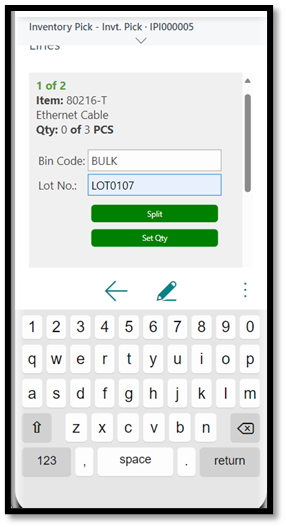 Inventory Pick - Invt. Pick · IPI000005
Lines
1 of 2
Item: 80216-T
Ethernet Cable
Qty: 0 of 3 PCS
Bin Code: BULK
Lot No.: LOT0107
Split
Set Qty
1 2 3 4 5 6 7 8 9 0
q w e r t y u i o p
a s d f g h j k l m
z x c v b n
123 , space . return